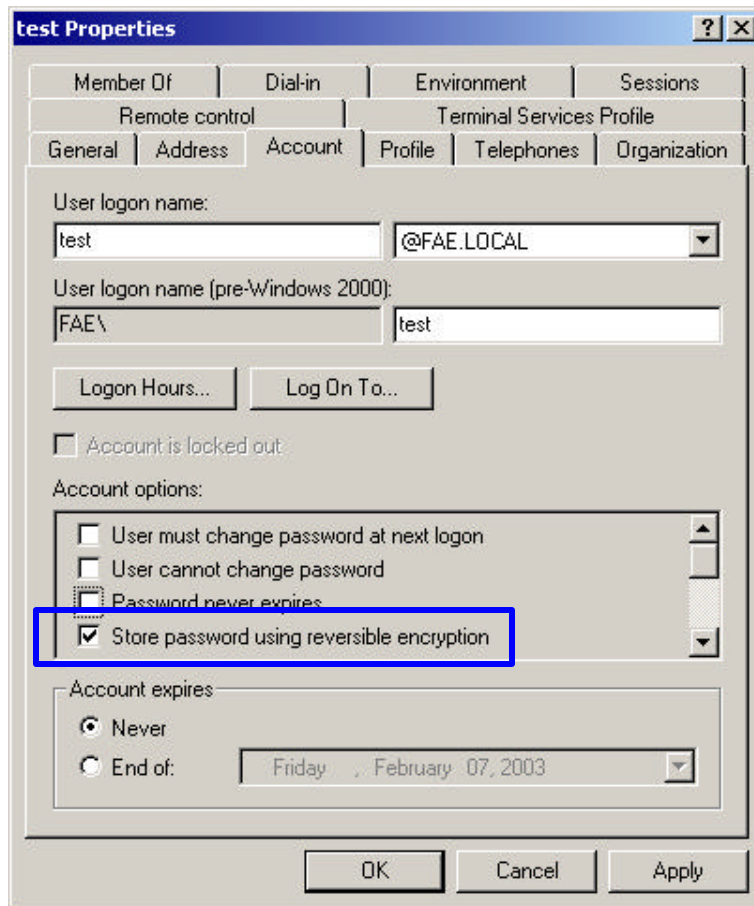 test Properties
Member Of Dial-in Environment Sessions
Remote control Terminal Services Profile
General Address Account Profile Telephones Organization
User logon name:
test @FAE.LOCAL
User logon name (pre-Windows 2000):
FAE\ test
Logon Hours... Log On To...
Account is locked out
Account options:
User must change password at next logon
User cannot change password
Password never expires
Store password using reversible encryption
Account expires
Never
End of: Friday , February 07, 2003
OK Cancel Apply